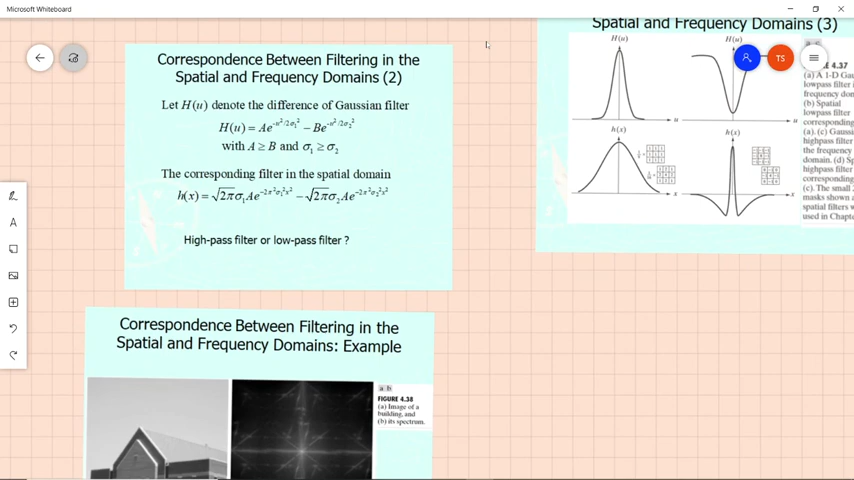 Microsoft Whiteboard
Spatial and Frequency Domains (3)
Correspondence Between Filtering in the
Spatial and Frequency Domains (2)
Let H(u) denote the difference of Gaussian filter
H(u) = Ae^{-u²/2σ₁²} − Be^{-u²/2σ₂²}
with A ≥ B and σ₁ ≥ σ₂
The corresponding filter in the spatial domain
h(x) = √2π σ₁Ae^{-2π²σ₁²x²} − √2π σ₂Ae^{-2π²σ₂²x²}
High-pass filter or low-pass filter ?
H(u)
H(u)
u
u
h(x)
h(x)
x
x
a c
4.37
(a) A 1-D Gau
lowpass filter i
frequency dom
(b) Spatial
lowpass filter
corresponding
(a). (c) Gaussi
highpass filter
the frequency
domain. (d) Sp
highpass filter
corresponding
(c). The small
masks shown a
spatial filters w
used in Chapte
TS
A
Correspondence Between Filtering in the
Spatial and Frequency Domains: Example
a b
FIGURE 4.38
(a) Image of a
building, and
(b) its spectrum.